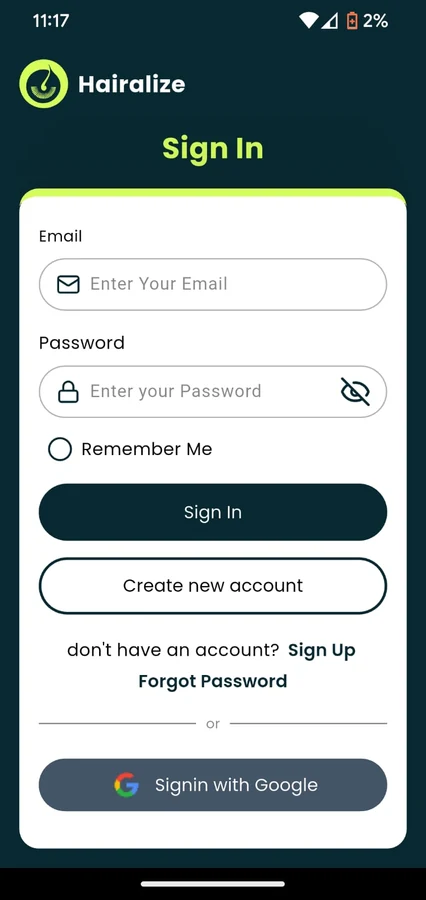 11:17 2%
Hairalize
Sign In
Email
Enter Your Email
Password
Enter your Password
Remember Me
Sign In
Create new account
don't have an account? Sign Up
Forgot Password
or
Signin with Google